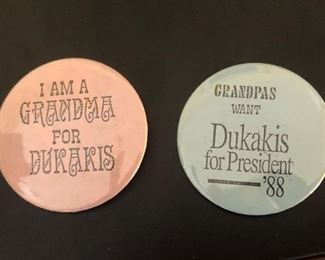 I AM A
GRANDMA
FOR
DUKAKIS
GRANDPAS
WANT
Dukakis
for President
'88